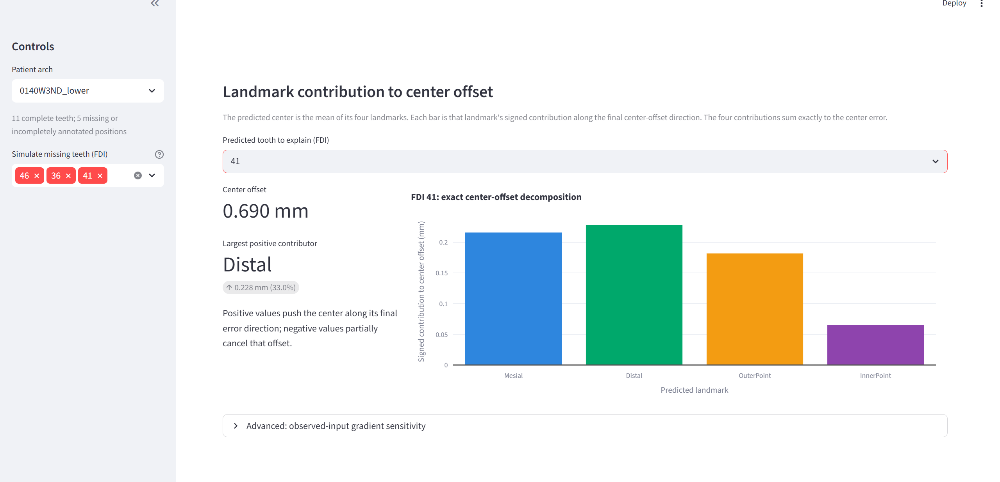 Deploy
Controls
Patient arch
0140W3ND_lower
11 complete teeth; 5 missing or
incompletely annotated positions
Simulate missing teeth (FDI)
46
36
41
Landmark contribution to center offset
The predicted center is the mean of its four landmarks. Each bar is that landmark's signed contribution along the final center-offset direction. The four contributions sum exactly to the center error.
Predicted tooth to explain (FDI)
41
Center offset
0.690 mm
Largest positive contributor
Distal
↑ 0.228 mm (33.0%)
Positive values push the center along its final
error direction; negative values partially
cancel that offset.
FDI 41: exact center-offset decomposition
Signed contribution to center offset (mm)
0.2
0.15
0.1
0.05
0
Mesial
Distal
OuterPoint
InnerPoint
Predicted landmark
Advanced: observed-input gradient sensitivity